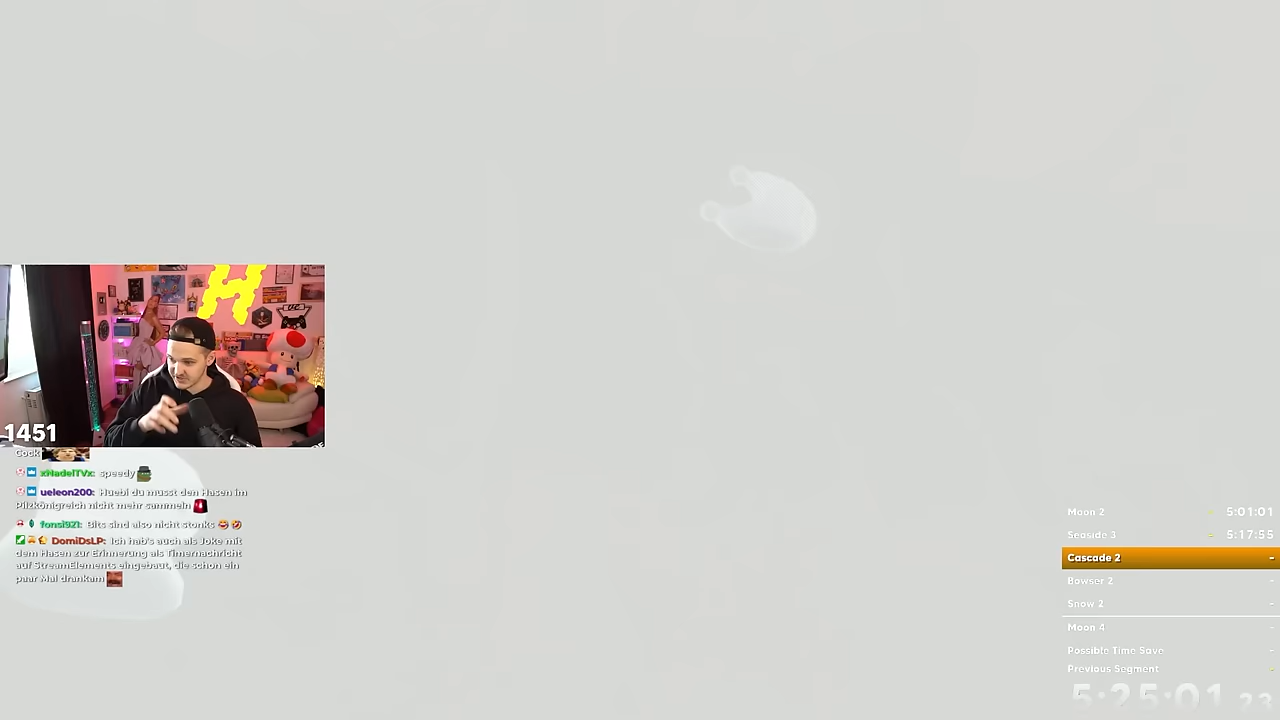 1451
Cock
xHadelTVx: speedy
ueleon200: Huebi du musst den Hasen im
Pilzkönigreich nicht mehr sammeln
fonsi921: Bits sind also nicht stonks
DomiDsLP: Ich hab's auch als Joke mit
dem Hasen zur Erinnerung als Timernachricht
auf StreamElements eingebaut, die schon ein
paar Mal drankam
Moon 2 - 5:01:01
Seaside 3 - 5:17:55
Cascade 2 -
Bowser 2 -
Snow 2 -
Moon 4 -
Possible Time Save -
Previous Segment -
5:25:01 23